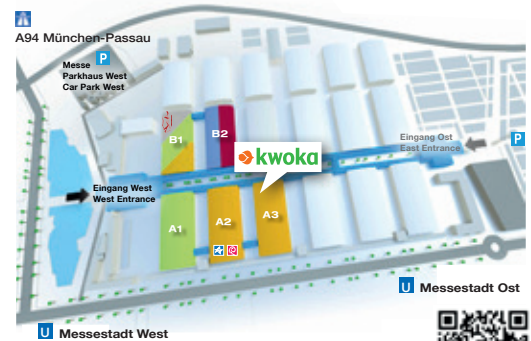 A94 München-Passau
Messe
Parkhaus West
Car Park West
P
B1
B2
kwoka
Eingang Ost
East Entrance
P
Eingang West
West Entrance
A1
A2
A3
U Messestadt Ost
U Messestadt West